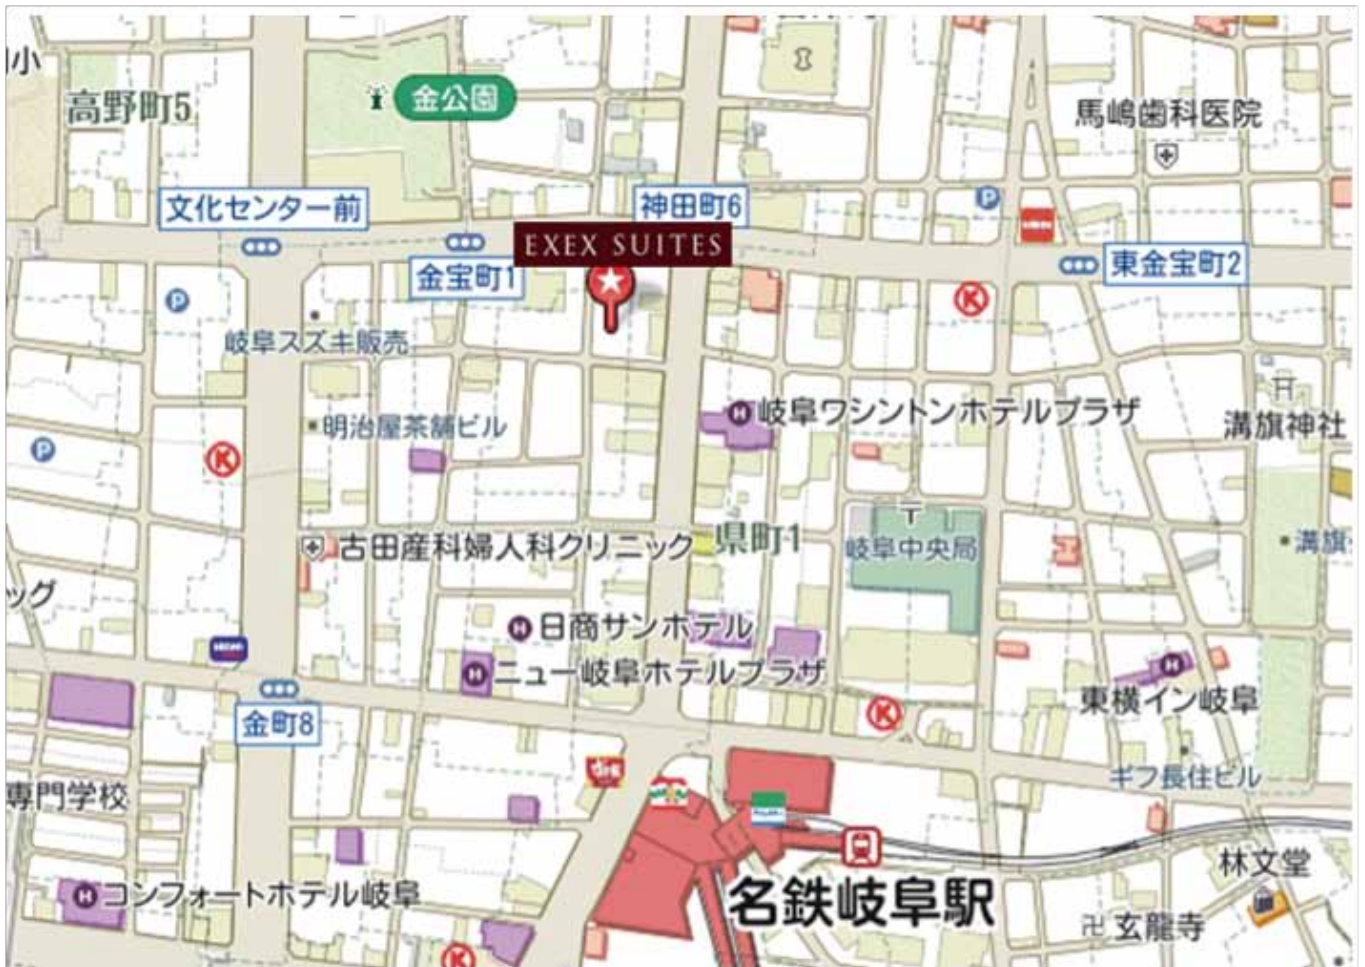 小
高野町5
金公園
馬嶋歯科医院
文化センター前
神田町6
P
EXEX SUITES
金宝町1
東金宝町2
P
K
岐阜スズキ販売
H 岐阜ワシントンホテルプラザ
溝旗神社
明治屋茶舗ビル
P
K
〒
県町1
岐阜中央局
溝旗
古田産科婦人科クリニック
ッグ
H 日商サンホテル
H ニュー岐阜ホテルプラザ
H
東横イン岐阜
金町8
K
ギフ長住ビル
専門学校
林文堂
H コンフォートホテル岐阜
名鉄岐阜駅
卍 玄龍寺
K